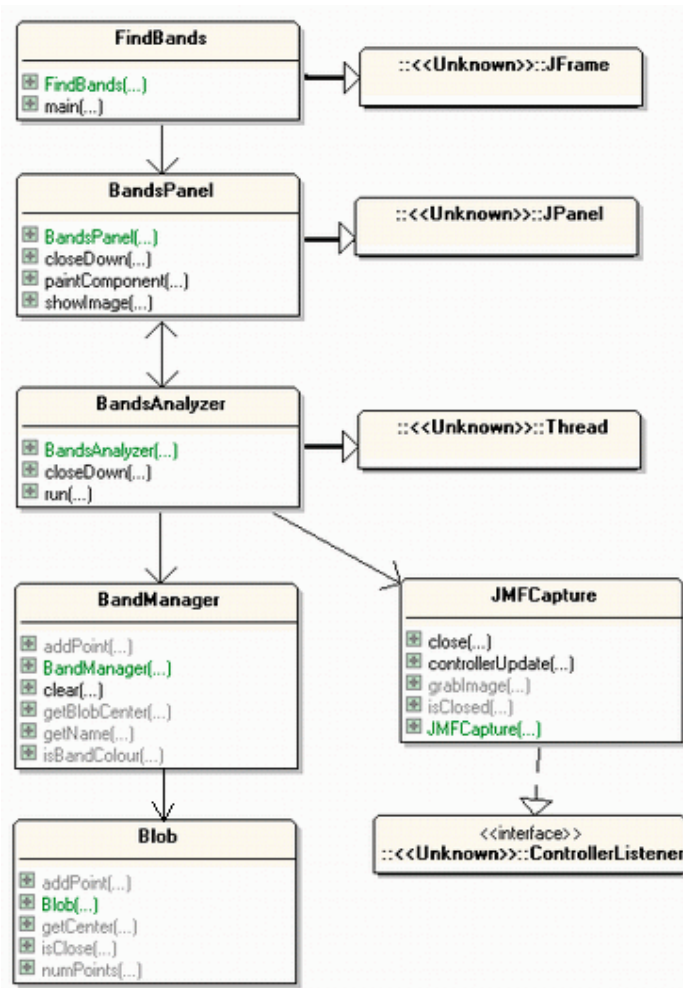 FindBands
FindBands(...)
main(...)
::<<Unknown>>::JFrame
BandsPanel
BandsPanel(...)
closeDown(...)
paintComponent(...)
showImage(...)
::<<Unknown>>::JPanel
BandsAnalyzer
BandsAnalyzer(...)
closeDown(...)
run(...)
::<<Unknown>>::Thread
BandManager
addPoint(...)
BandManager(...)
clear(...)
getBlobCenter(...)
getName(...)
isBandColour(...)
JMFCapture
close(...)
controllerUpdate(...)
grabImage(...)
isClosed(...)
JMFCapture(...)
Blob
addPoint(...)
Blob(...)
getCenter(...)
isClose(...)
numPoints(...)
<<interface>>
::<<Unknown>>::ControllerListener